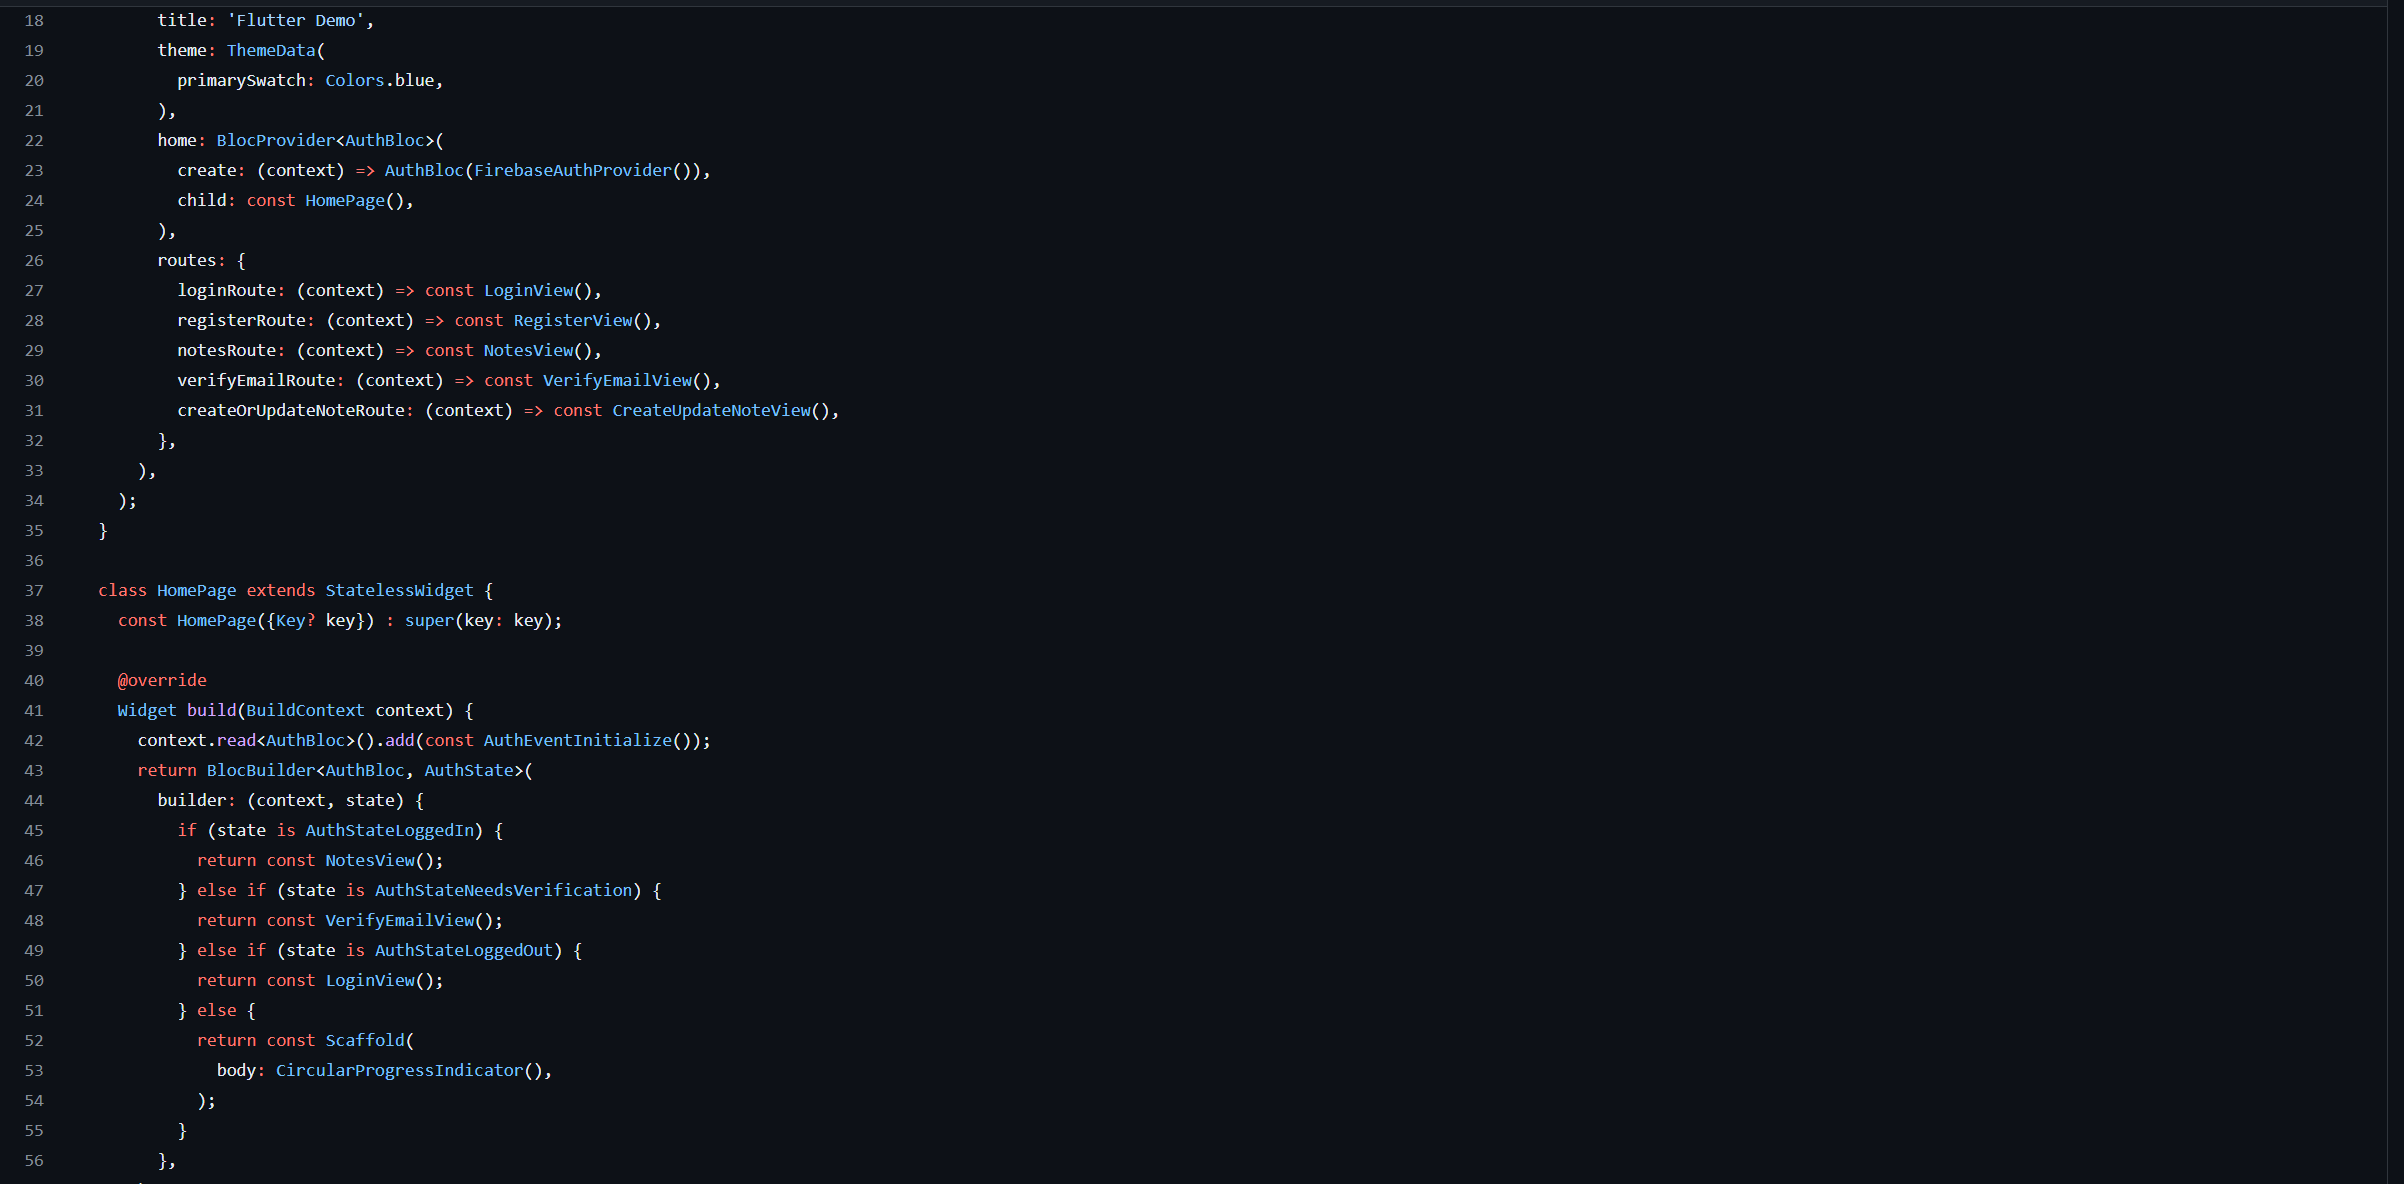 18 title: 'Flutter Demo',
19 theme: ThemeData(
20 primarySwatch: Colors.blue,
21 ),
22 home: BlocProvider<AuthBloc>(
23 create: (context) => AuthBloc(FirebaseAuthProvider()),
24 child: const HomePage(),
25 ),
26 routes: {
27 loginRoute: (context) => const LoginView(),
28 registerRoute: (context) => const RegisterView(),
29 notesRoute: (context) => const NotesView(),
30 verifyEmailRoute: (context) => const VerifyEmailView(),
31 createOrUpdateNoteRoute: (context) => const CreateUpdateNoteView(),
32 },
33 ),
34 );
35 }
36
37 class HomePage extends StatelessWidget {
38 const HomePage({Key? key}) : super(key: key);
39
40 @override
41 Widget build(BuildContext context) {
42 context.read<AuthBloc>().add(const AuthEventInitialize());
43 return BlocBuilder<AuthBloc, AuthState>(
44 builder: (context, state) {
45 if (state is AuthStateLoggedIn) {
46 return const NotesView();
47 } else if (state is AuthStateNeedsVerification) {
48 return const VerifyEmailView();
49 } else if (state is AuthStateLoggedOut) {
50 return const LoginView();
51 } else {
52 return const Scaffold(
53 body: CircularProgressIndicator(),
54 );
55 }
56 },